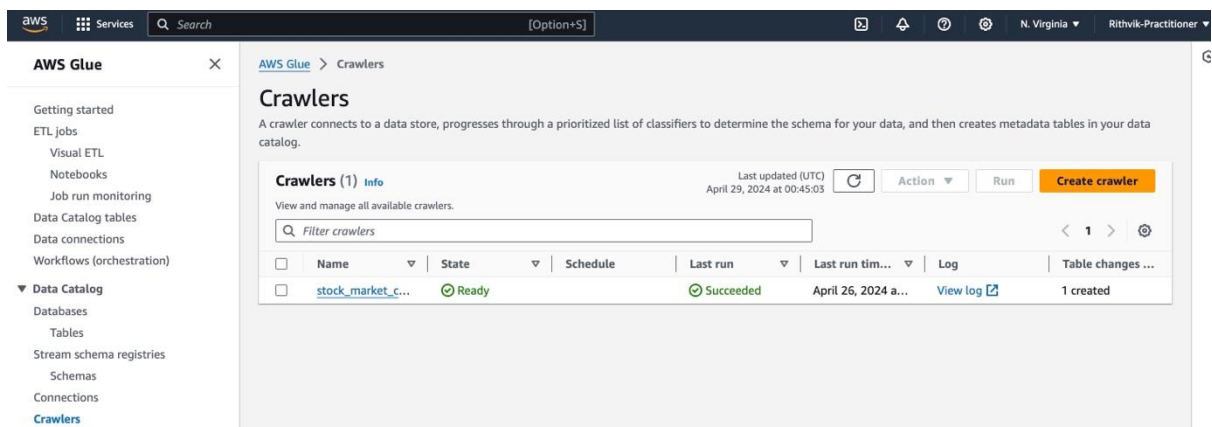 aws Services Search [Option+S] N. Virginia Rithvik-Practitioner
AWS Glue
Getting started
ETL jobs
Visual ETL
Notebooks
Job run monitoring
Data Catalog tables
Data connections
Workflows (orchestration)
Data Catalog
Databases
Tables
Stream schema registries
Schemas
Connections
Crawlers
AWS Glue > Crawlers
Crawlers
A crawler connects to a data store, progresses through a prioritized list of classifiers to determine the schema for your data, and then creates metadata tables in your data
catalog.
Crawlers (1) Info
View and manage all available crawlers.
Last updated (UTC)
April 29, 2024 at 00:45:03
Action Run Create crawler
Filter crawlers
< 1 >
Name State Schedule Last run Last run tim... Log Table changes ...
stock_market_c... Ready Succeeded April 26, 2024 a... View log 1 created